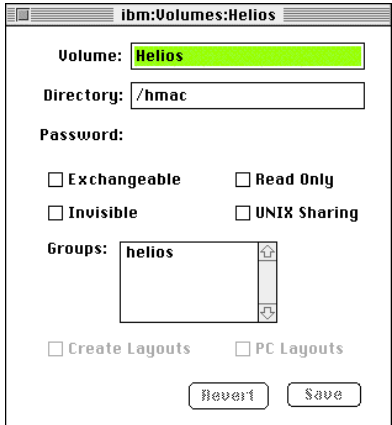 ibm:Volumes:Helios
Volume: Helios
Directory: /hmac
Password:
Exchangeable Read Only
Invisible UNIX Sharing
Groups: helios
Create Layouts PC Layouts
Revert Save